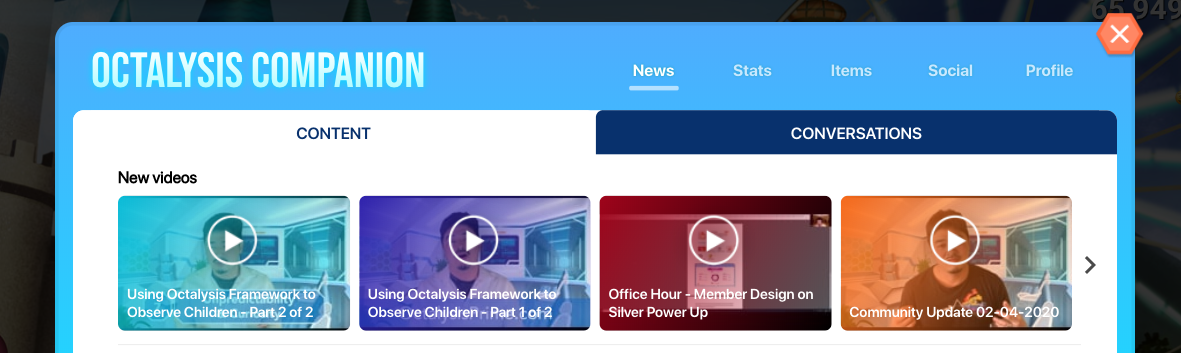 65,949
OCTALYSIS COMPANION
News Stats Items Social Profile
CONTENT CONVERSATIONS
New videos
Using Octalysis Framework to
Observe Children - Part 2 of 2
Using Octalysis Framework to
Observe Children - Part 1 of 2
Office Hour - Member Design on
Silver Power Up
Community Update 02-04-2020